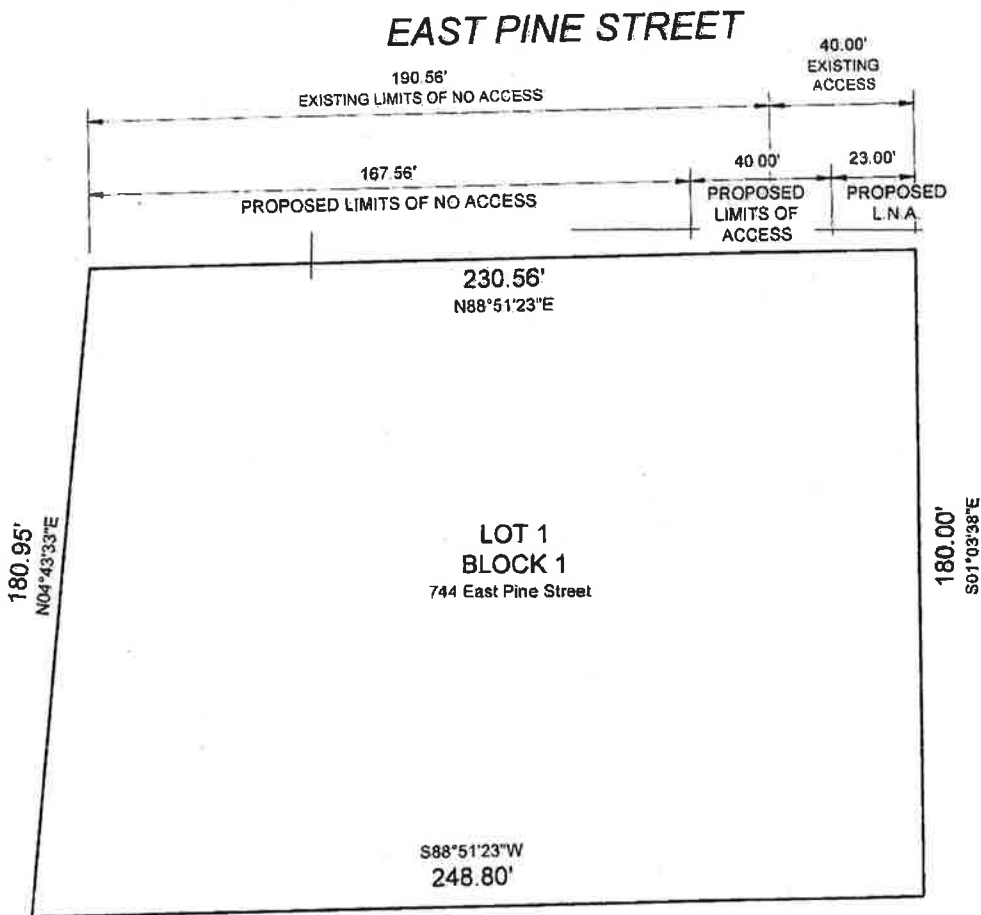 EAST PINE STREET
190.56'
EXISTING LIMITS OF NO ACCESS
40.00'
EXISTING
ACCESS
167.56'
PROPOSED LIMITS OF NO ACCESS
40.00'
PROPOSED
LIMITS OF
ACCESS
23.00'
PROPOSED
L.N.A.
230.56'
N88°51'23"E
180.95'
N04°43'33"E
LOT 1
BLOCK 1
744 East Pine Street
180.00'
S01°03'38"E
S88°51'23"W
248.80'